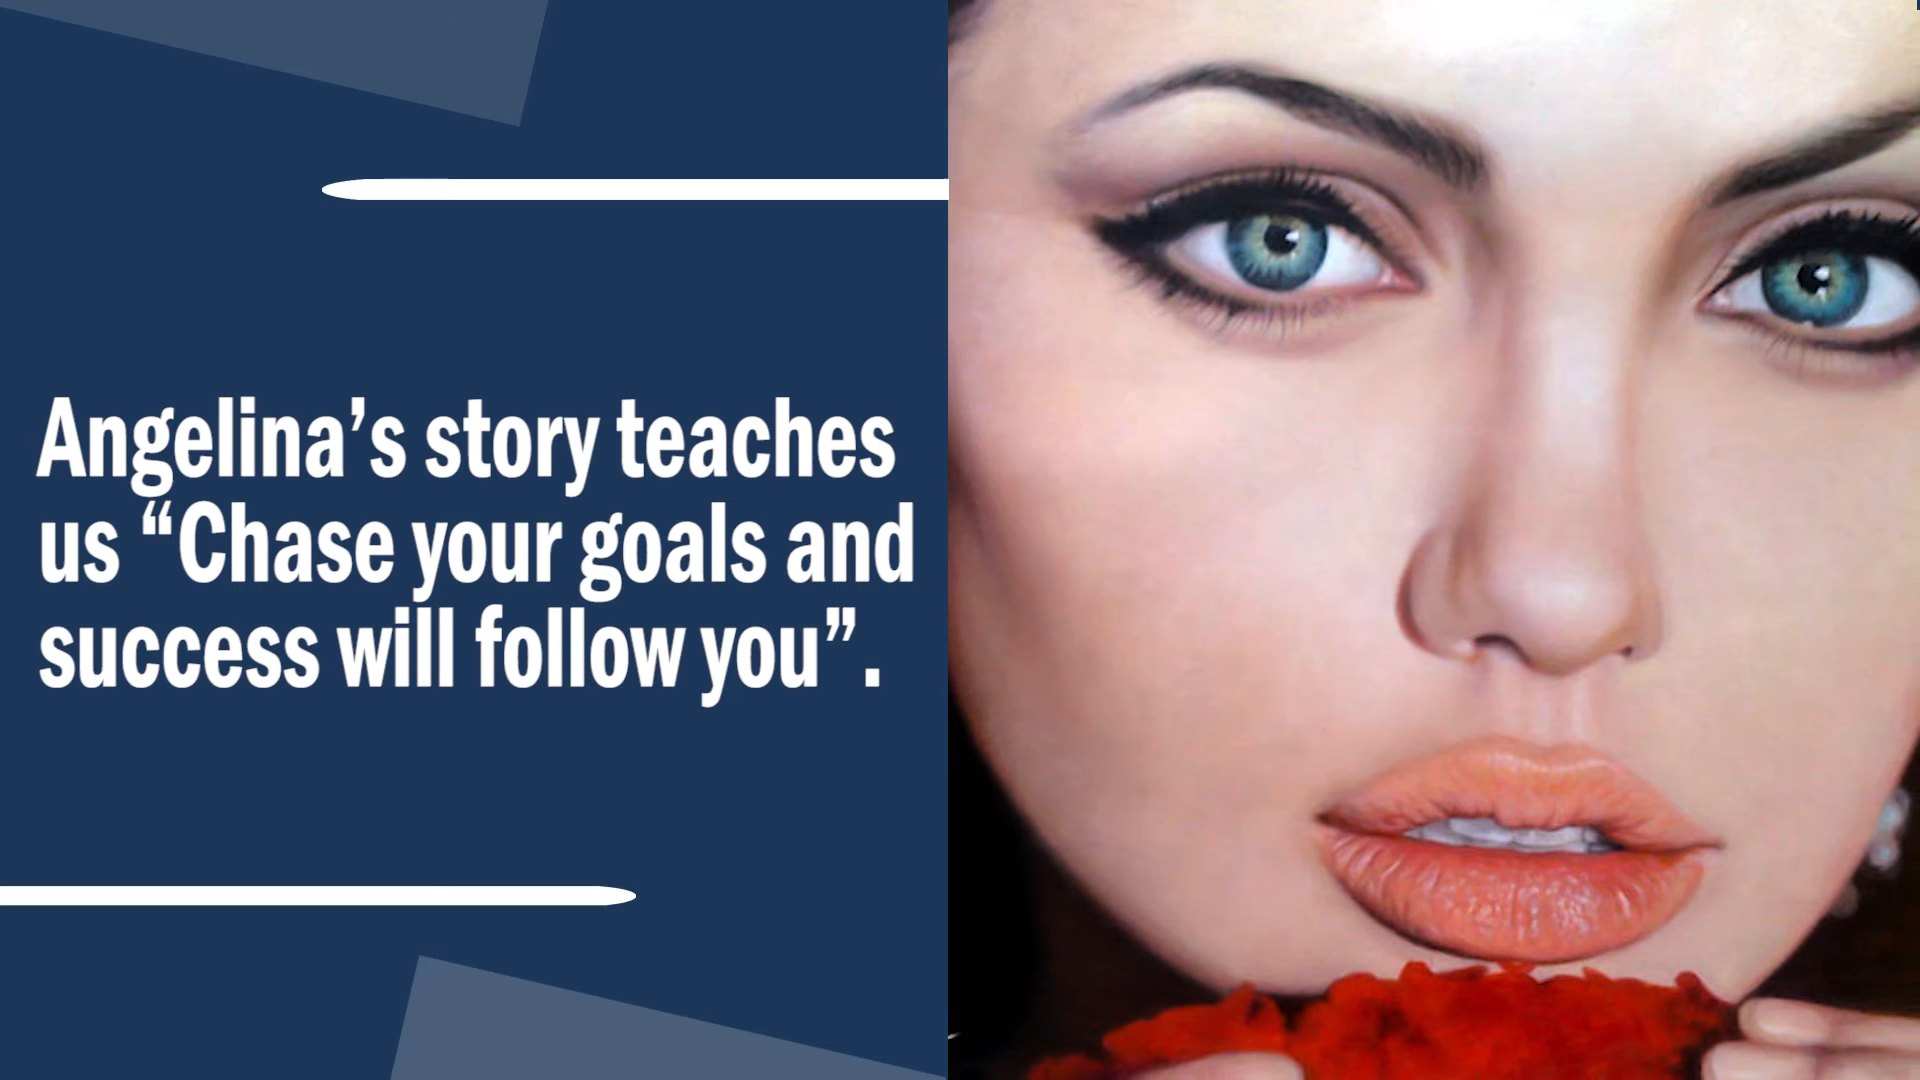 Angelina’s story teaches
us “Chase your goals and
success will follow you”.